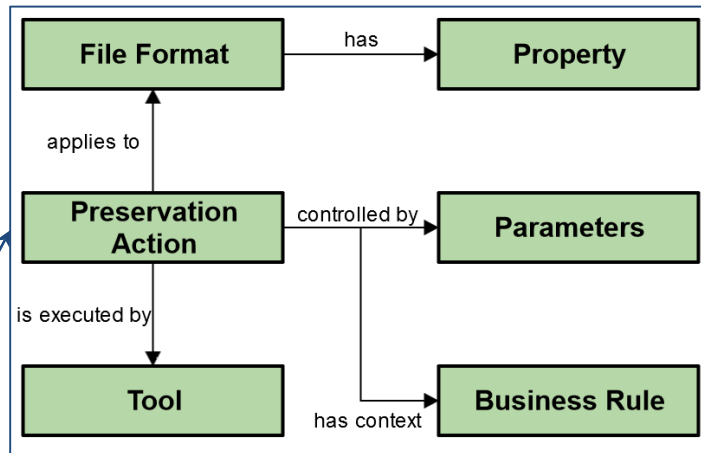 File Format
has
Property
applies to
Preservation
Action
controlled by
Parameters
is executed by
Tool
has context
Business Rule